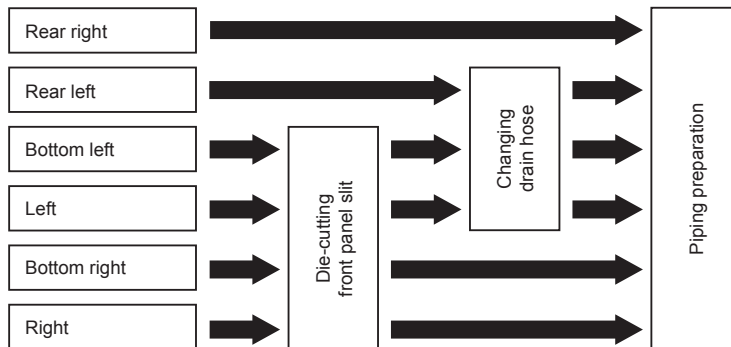 Rear right
Rear left
Bottom left
Left
Bottom right
Right
Die-cutting
front panel slit
Changing
drain hose
Piping preparation